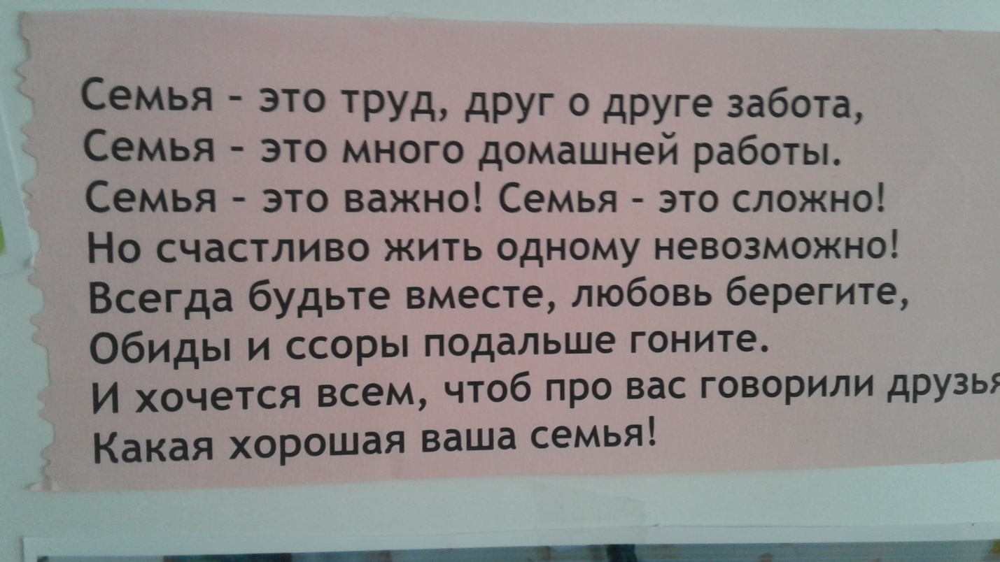 Семья - это труд, друг о друге забота,
Семья - это много домашней работы.
Семья - это важно! Семья - это сложно!
Но счастливо жить одному невозможно!
Всегда будьте вместе, любовь берегите,
Обиды и ссоры подальше гоните.
И хочется всем, чтоб про вас говорили друзья
Какая хорошая ваша семья!